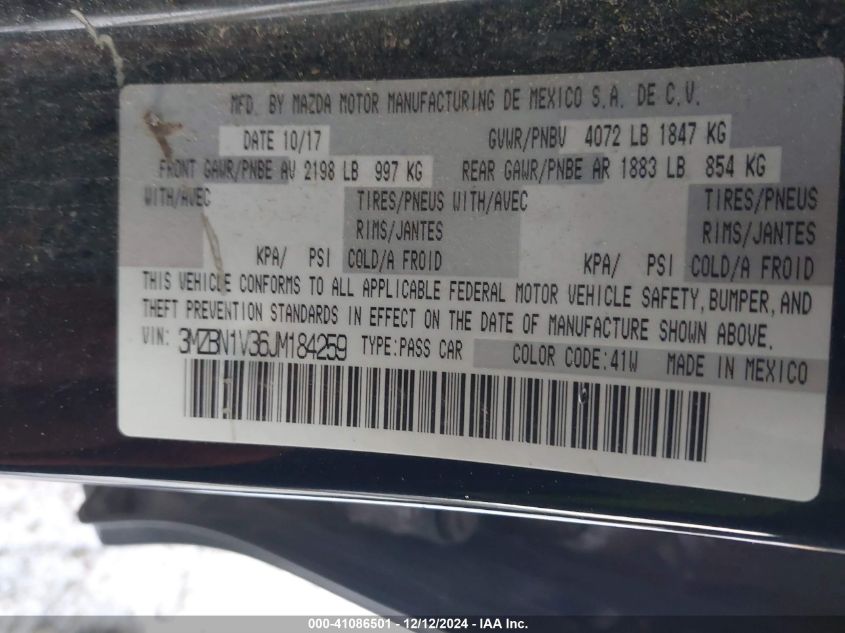 MFD. BY MAZDA MOTOR MANUFACTURING DE MEXICO S.A. DE C.V.
DATE 10/17 GVWR/PNBV 4072 LB 1847 KG
FRONT GAWR/PNBE AV 2198 LB 997 KG REAR GAWR/PNBE AR 1883 LB 854 KG
WITH/AVEC TIRES/PNEUS WITH/AVEC TIRES/PNEUS
RIMS/JANTES RIMS/JANTES
KPA/ PSI COLD/A FROID KPA/ PSI COLD/A FROID
THIS VEHICLE CONFORMS TO ALL APPLICABLE FEDERAL MOTOR VEHICLE SAFETY, BUMPER, AND
THEFT PREVENTION STANDARDS IN EFFECT ON THE DATE OF MANUFACTURE SHOWN ABOVE.
VIN: 3MZBN1V36JM184259 TYPE:PASS CAR COLOR CODE:41W MADE IN MEXICO
000-41086501 - 12/12/2024 - IAAI.COM